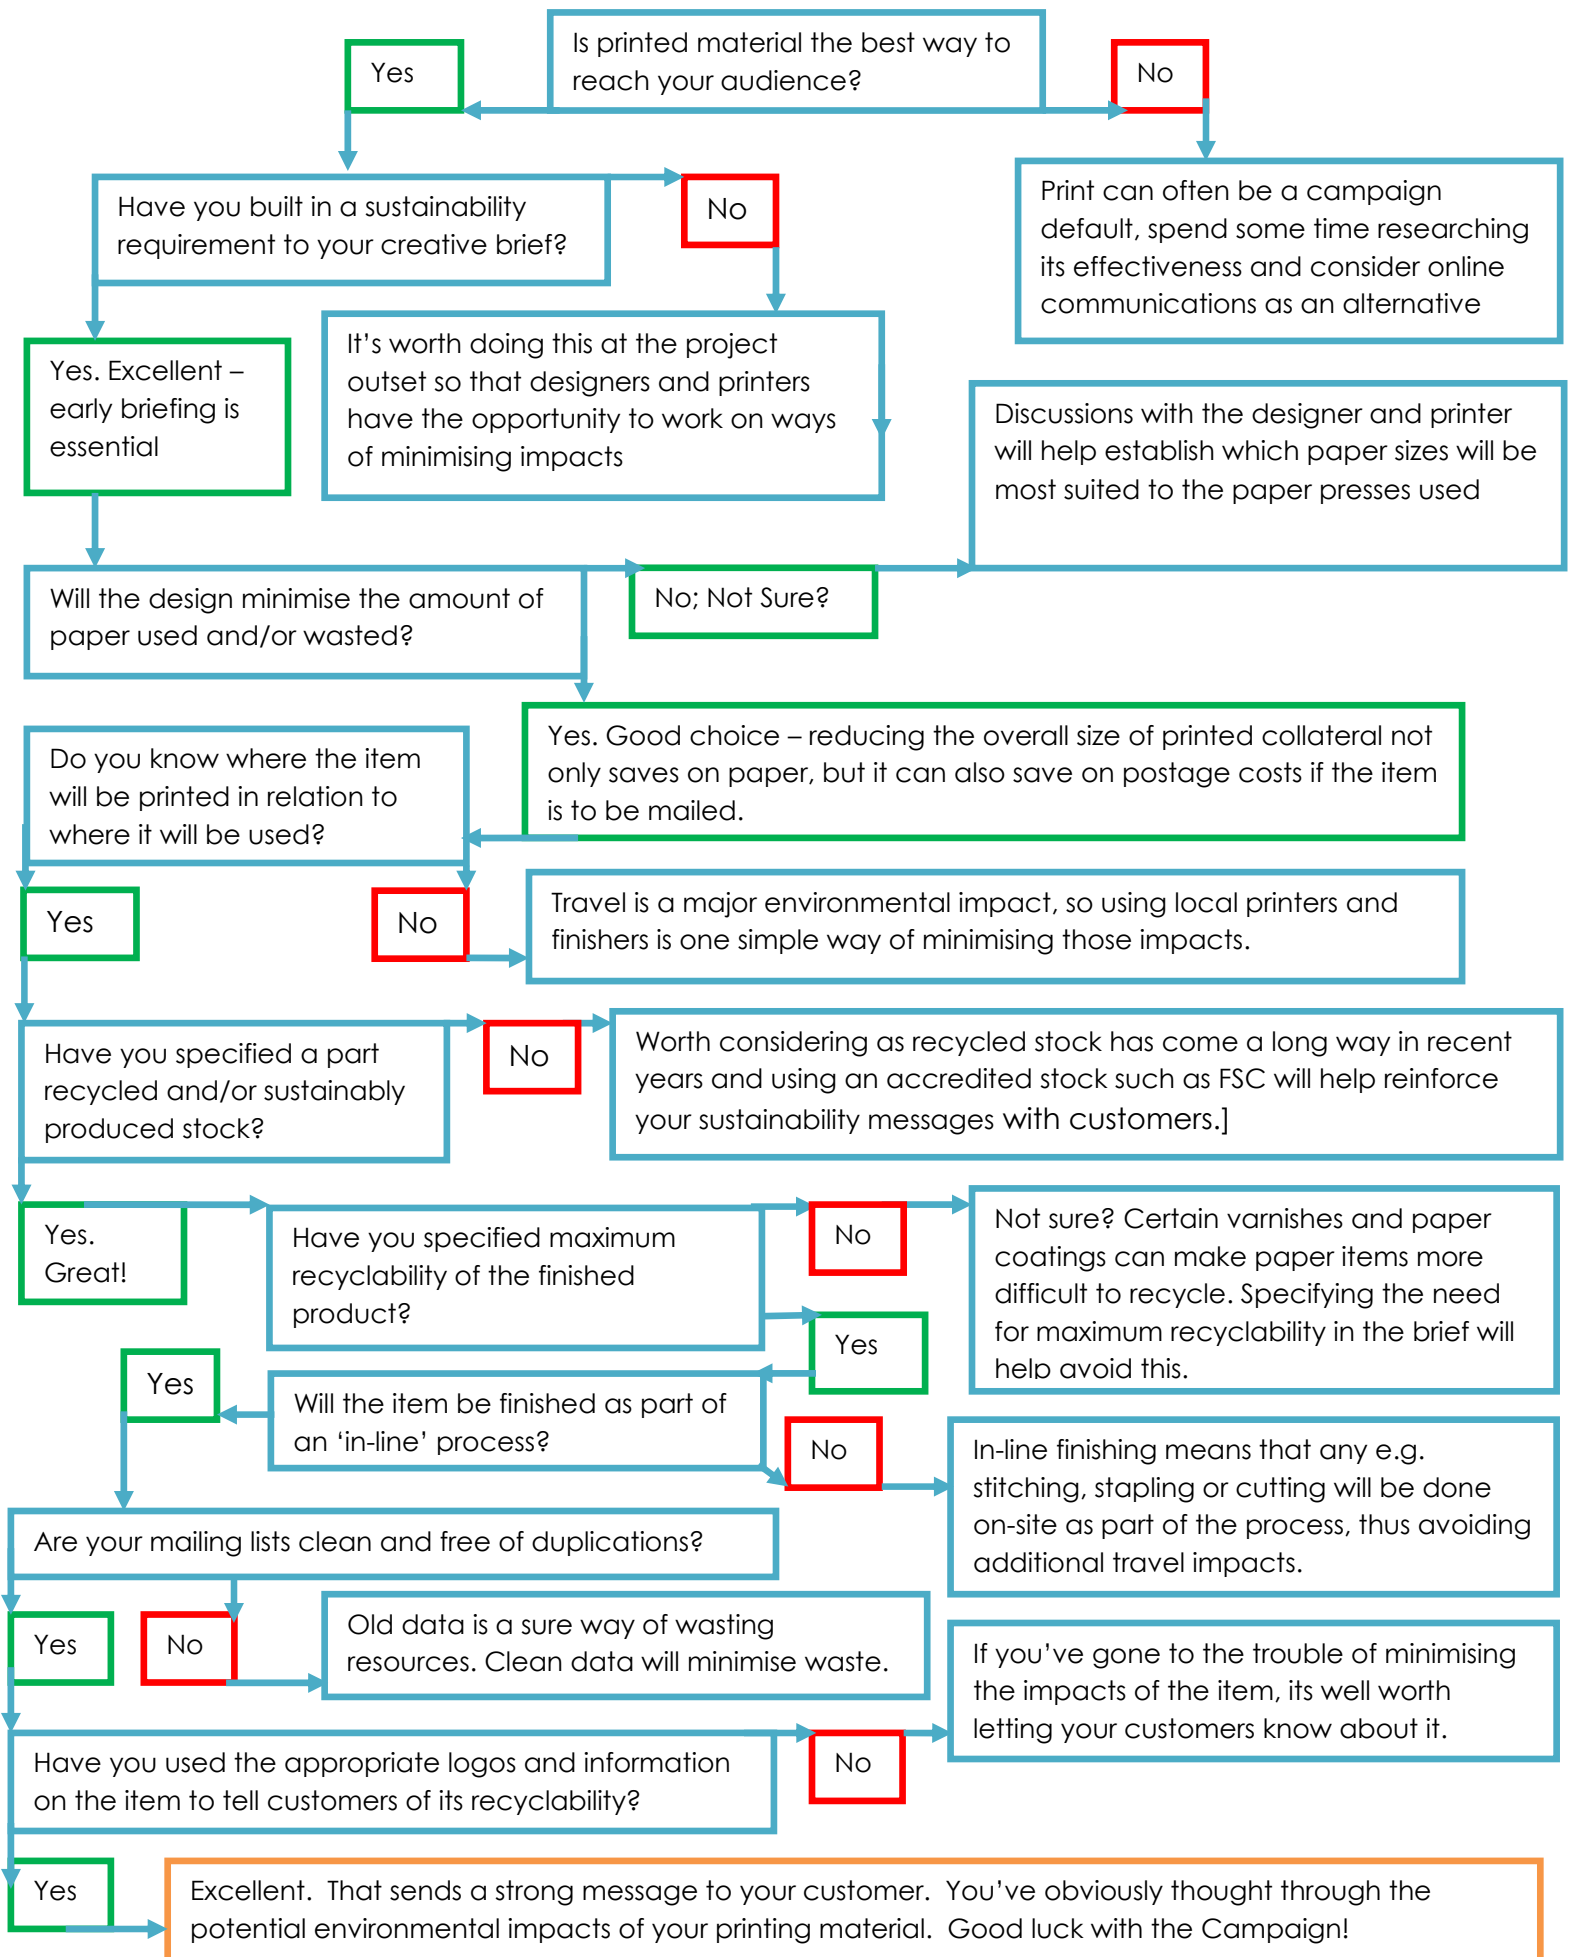 Is printed material the best way to
reach your audience?
Yes
No
Print can often be a campaign
default, spend some time researching
its effectiveness and consider online
communications as an alternative
Have you built in a sustainability
requirement to your creative brief?
No
It's worth doing this at the project
outset so that designers and printers
have the opportunity to work on ways
of minimising impacts
Yes. Excellent –
early briefing is
essential
Discussions with the designer and printer
will help establish which paper sizes will be
most suited to the paper presses used
Will the design minimise the amount of
paper used and/or wasted?
No; Not Sure?
Yes. Good choice – reducing the overall size of printed collateral not
only saves on paper, but it can also save on postage costs if the item
is to be mailed.
Do you know where the item
will be printed in relation to
where it will be used?
Yes
No
Travel is a major environmental impact, so using local printers and
finishers is one simple way of minimising those impacts.
Have you specified a part
recycled and/or sustainably
produced stock?
No
Worth considering as recycled stock has come a long way in recent
years and using an accredited stock such as FSC will help reinforce
your sustainability messages with customers.]
Yes.
Great!
Have you specified maximum
recyclability of the finished
product?
No
Not sure? Certain varnishes and paper
coatings can make paper items more
difficult to recycle. Specifying the need
for maximum recyclability in the brief will
help avoid this.
Yes
Will the item be finished as part of
an 'in-line' process?
Yes
No
In-line finishing means that any e.g.
stitching, stapling or cutting will be done
on-site as part of the process, thus avoiding
additional travel impacts.
Are your mailing lists clean and free of duplications?
Yes
No
Old data is a sure way of wasting
resources. Clean data will minimise waste.
If you've gone to the trouble of minimising
the impacts of the item, its well worth
letting your customers know about it.
Have you used the appropriate logos and information
on the item to tell customers of its recyclability?
No
Yes
Excellent.  That sends a strong message to your customer.  You've obviously thought through the
potential environmental impacts of your printing material.  Good luck with the Campaign!